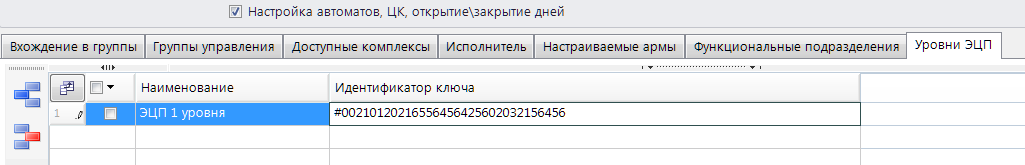 Настройка автоматов, ЦК, открытие\закрытие дней
Вхождение в группы Группы управления Доступные комплексы Исполнитель Настраиваемые армы Функциональные подразделения Уровни ЭЦП
Наименование Идентификатор ключа
1 ЭЦП 1 уровня #00210120216556456425602032156456